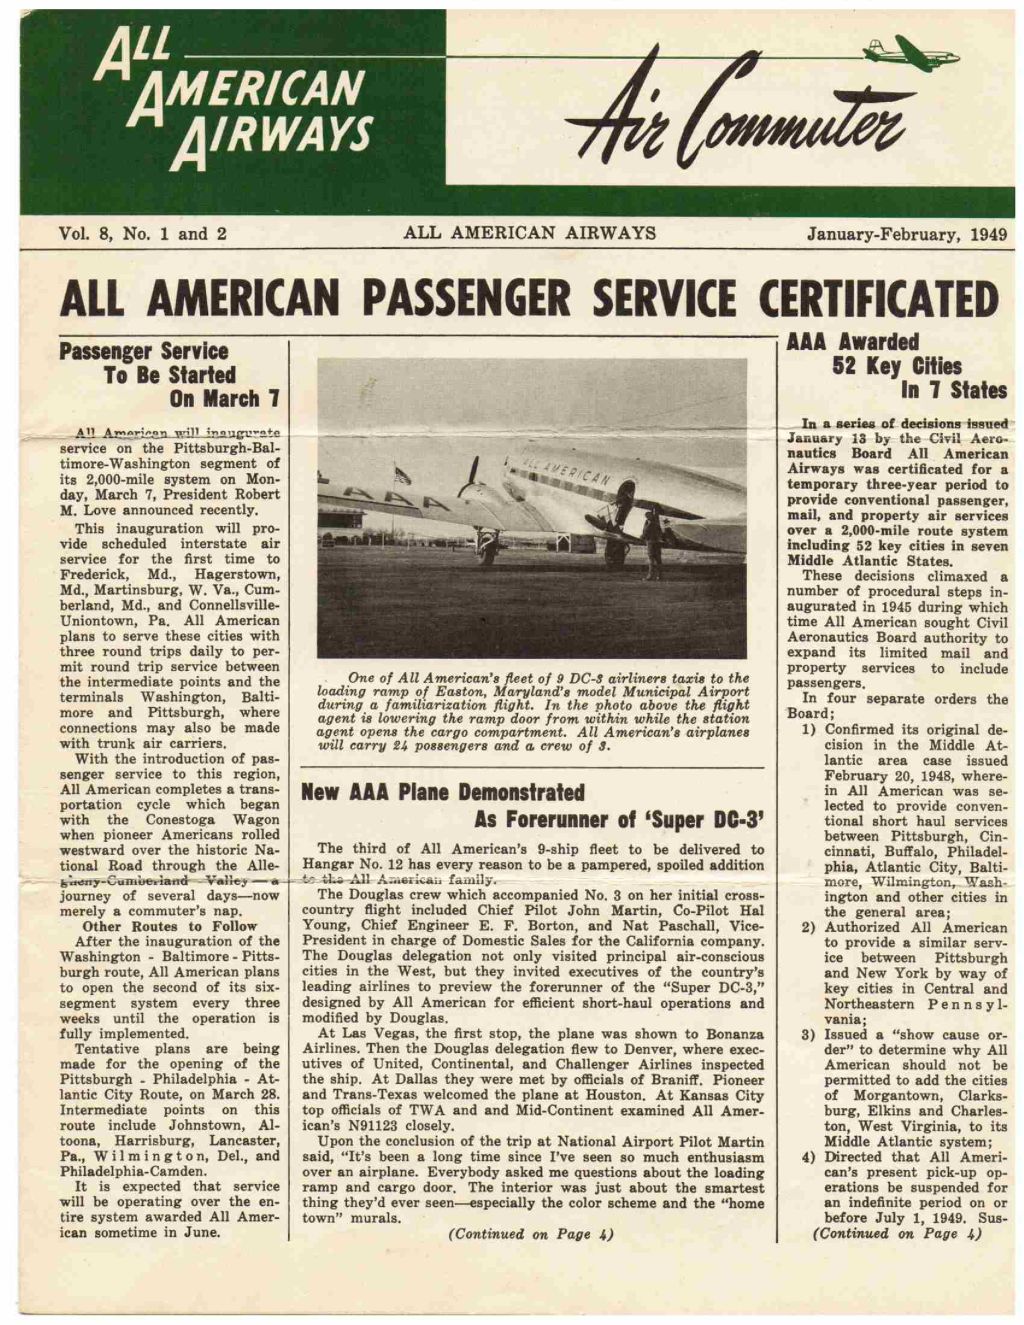 ALL
AMERICAN
AIRWAYS
Air Commuter
Vol. 8, No. 1 and 2
ALL AMERICAN AIRWAYS
January-February, 1949
ALL AMERICAN PASSENGER SERVICE CERTIFICATED
Passenger Service
To Be Started
On March 7
All American will inaugurate
service on the Pittsburgh-Bal-
timore-Washington segment of
its 2,000-mile system on Mon-
day, March 7, President Robert
M. Love announced recently.
This inauguration will pro-
vide scheduled interstate air
service for the first time to
Frederick, Md., Hagerstown,
Md., Martinsburg, W. Va., Cum-
berland, Md., and Connellsville-
Uniontown, Pa. All American
plans to serve these cities with
three round trips daily to per-
mit round trip service between
the intermediate points and the
terminals Washington, Balti-
more and Pittsburgh, where
connections may also be made
with trunk air carriers.
With the introduction of pas-
senger service to this region,
All American completes a trans-
portation cycle which began
with the Conestoga Wagon
when pioneer Americans rolled
westward over the historic Na-
tional Road through the Alle-
gheny-Cumberland Valley — a
journey of several days—now
merely a commuter's nap.
Other Routes to Follow
After the inauguration of the
Washington - Baltimore - Pitts-
burgh route, All American plans
to open the second of its six-
segment system every three
weeks until the operation is
fully implemented.
Tentative plans are being
made for the opening of the
Pittsburgh - Philadelphia - At-
lantic City Route, on March 28.
Intermediate points on this
route include Johnstown, Al-
toona, Harrisburg, Lancaster,
Pa., Wilmington, Del., and
Philadelphia-Camden.
It is expected that service
will be operating over the en-
tire system awarded All Amer-
ican sometime in June.
ALL AMERICAN
One of All American's fleet of 9 DC-3 airliners taxis to the
loading ramp of Easton, Maryland's model Municipal Airport
during a familiarization flight. In the photo above the flight
agent is lowering the ramp door from within while the station
agent opens the cargo compartment. All American's airplanes
will carry 24 possengers and a crew of 3.
New AAA Plane Demonstrated
As Forerunner of 'Super DC-3'
The third of All American's 9-ship fleet to be delivered to
Hangar No. 12 has every reason to be a pampered, spoiled addition
to the All American family.
The Douglas crew which accompanied No. 3 on her initial cross-
country flight included Chief Pilot John Martin, Co-Pilot Hal
Young, Chief Engineer E. F. Borton, and Nat Paschall, Vice-
President in charge of Domestic Sales for the California company.
The Douglas delegation not only visited principal air-conscious
cities in the West, but they invited executives of the country's
leading airlines to preview the forerunner of the "Super DC-3,"
designed by All American for efficient short-haul operations and
modified by Douglas.
At Las Vegas, the first stop, the plane was shown to Bonanza
Airlines. Then the Douglas delegation flew to Denver, where exec-
utives of United, Continental, and Challenger Airlines inspected
the ship. At Dallas they were met by officials of Braniff. Pioneer
and Trans-Texas welcomed the plane at Houston. At Kansas City
top officials of TWA and and Mid-Continent examined All Amer-
ican's N91123 closely.
Upon the conclusion of the trip at National Airport Pilot Martin
said, "It's been a long time since I've seen so much enthusiasm
over an airplane. Everybody asked me questions about the loading
ramp and cargo door. The interior was just about the smartest
thing they'd ever seen—especially the color scheme and the "home
town" murals.
(Continued on Page 4)
AAA Awarded
52 Key Cities
In 7 States
In a series of decisions issued
January 13 by the Civil Aero-
nautics Board All American
Airways was certificated for a
temporary three-year period to
provide conventional passenger,
mail, and property air services
over a 2,000-mile route system
including 52 key cities in seven
Middle Atlantic States.
These decisions climaxed a
number of procedural steps in-
augurated in 1945 during which
time All American sought Civil
Aeronautics Board authority to
expand its limited mail and
property services to include
passengers.
In four separate orders the
Board;
1) Confirmed its original de-
cision in the Middle At-
lantic area case issued
February 20, 1948, where-
in All American was se-
lected to provide conven-
tional short haul services
between Pittsburgh, Cin-
cinnati, Buffalo, Philadel-
phia, Atlantic City, Balti-
more, Wilmington, Wash-
ington and other cities in
the general area;
2) Authorized All American
to provide a similar serv-
ice between Pittsburgh
and New York by way of
key cities in Central and
Northeastern Pennsyl-
vania;
3) Issued a "show cause or-
der" to determine why All
American should not be
permitted to add the cities
of Morgantown, Clarks-
burg, Elkins and Charles-
ton, West Virginia, to its
Middle Atlantic system;
4) Directed that All Ameri-
can's present pick-up op-
erations be suspended for
an indefinite period on or
before July 1, 1949. Sus-
(Continued on Page 4)